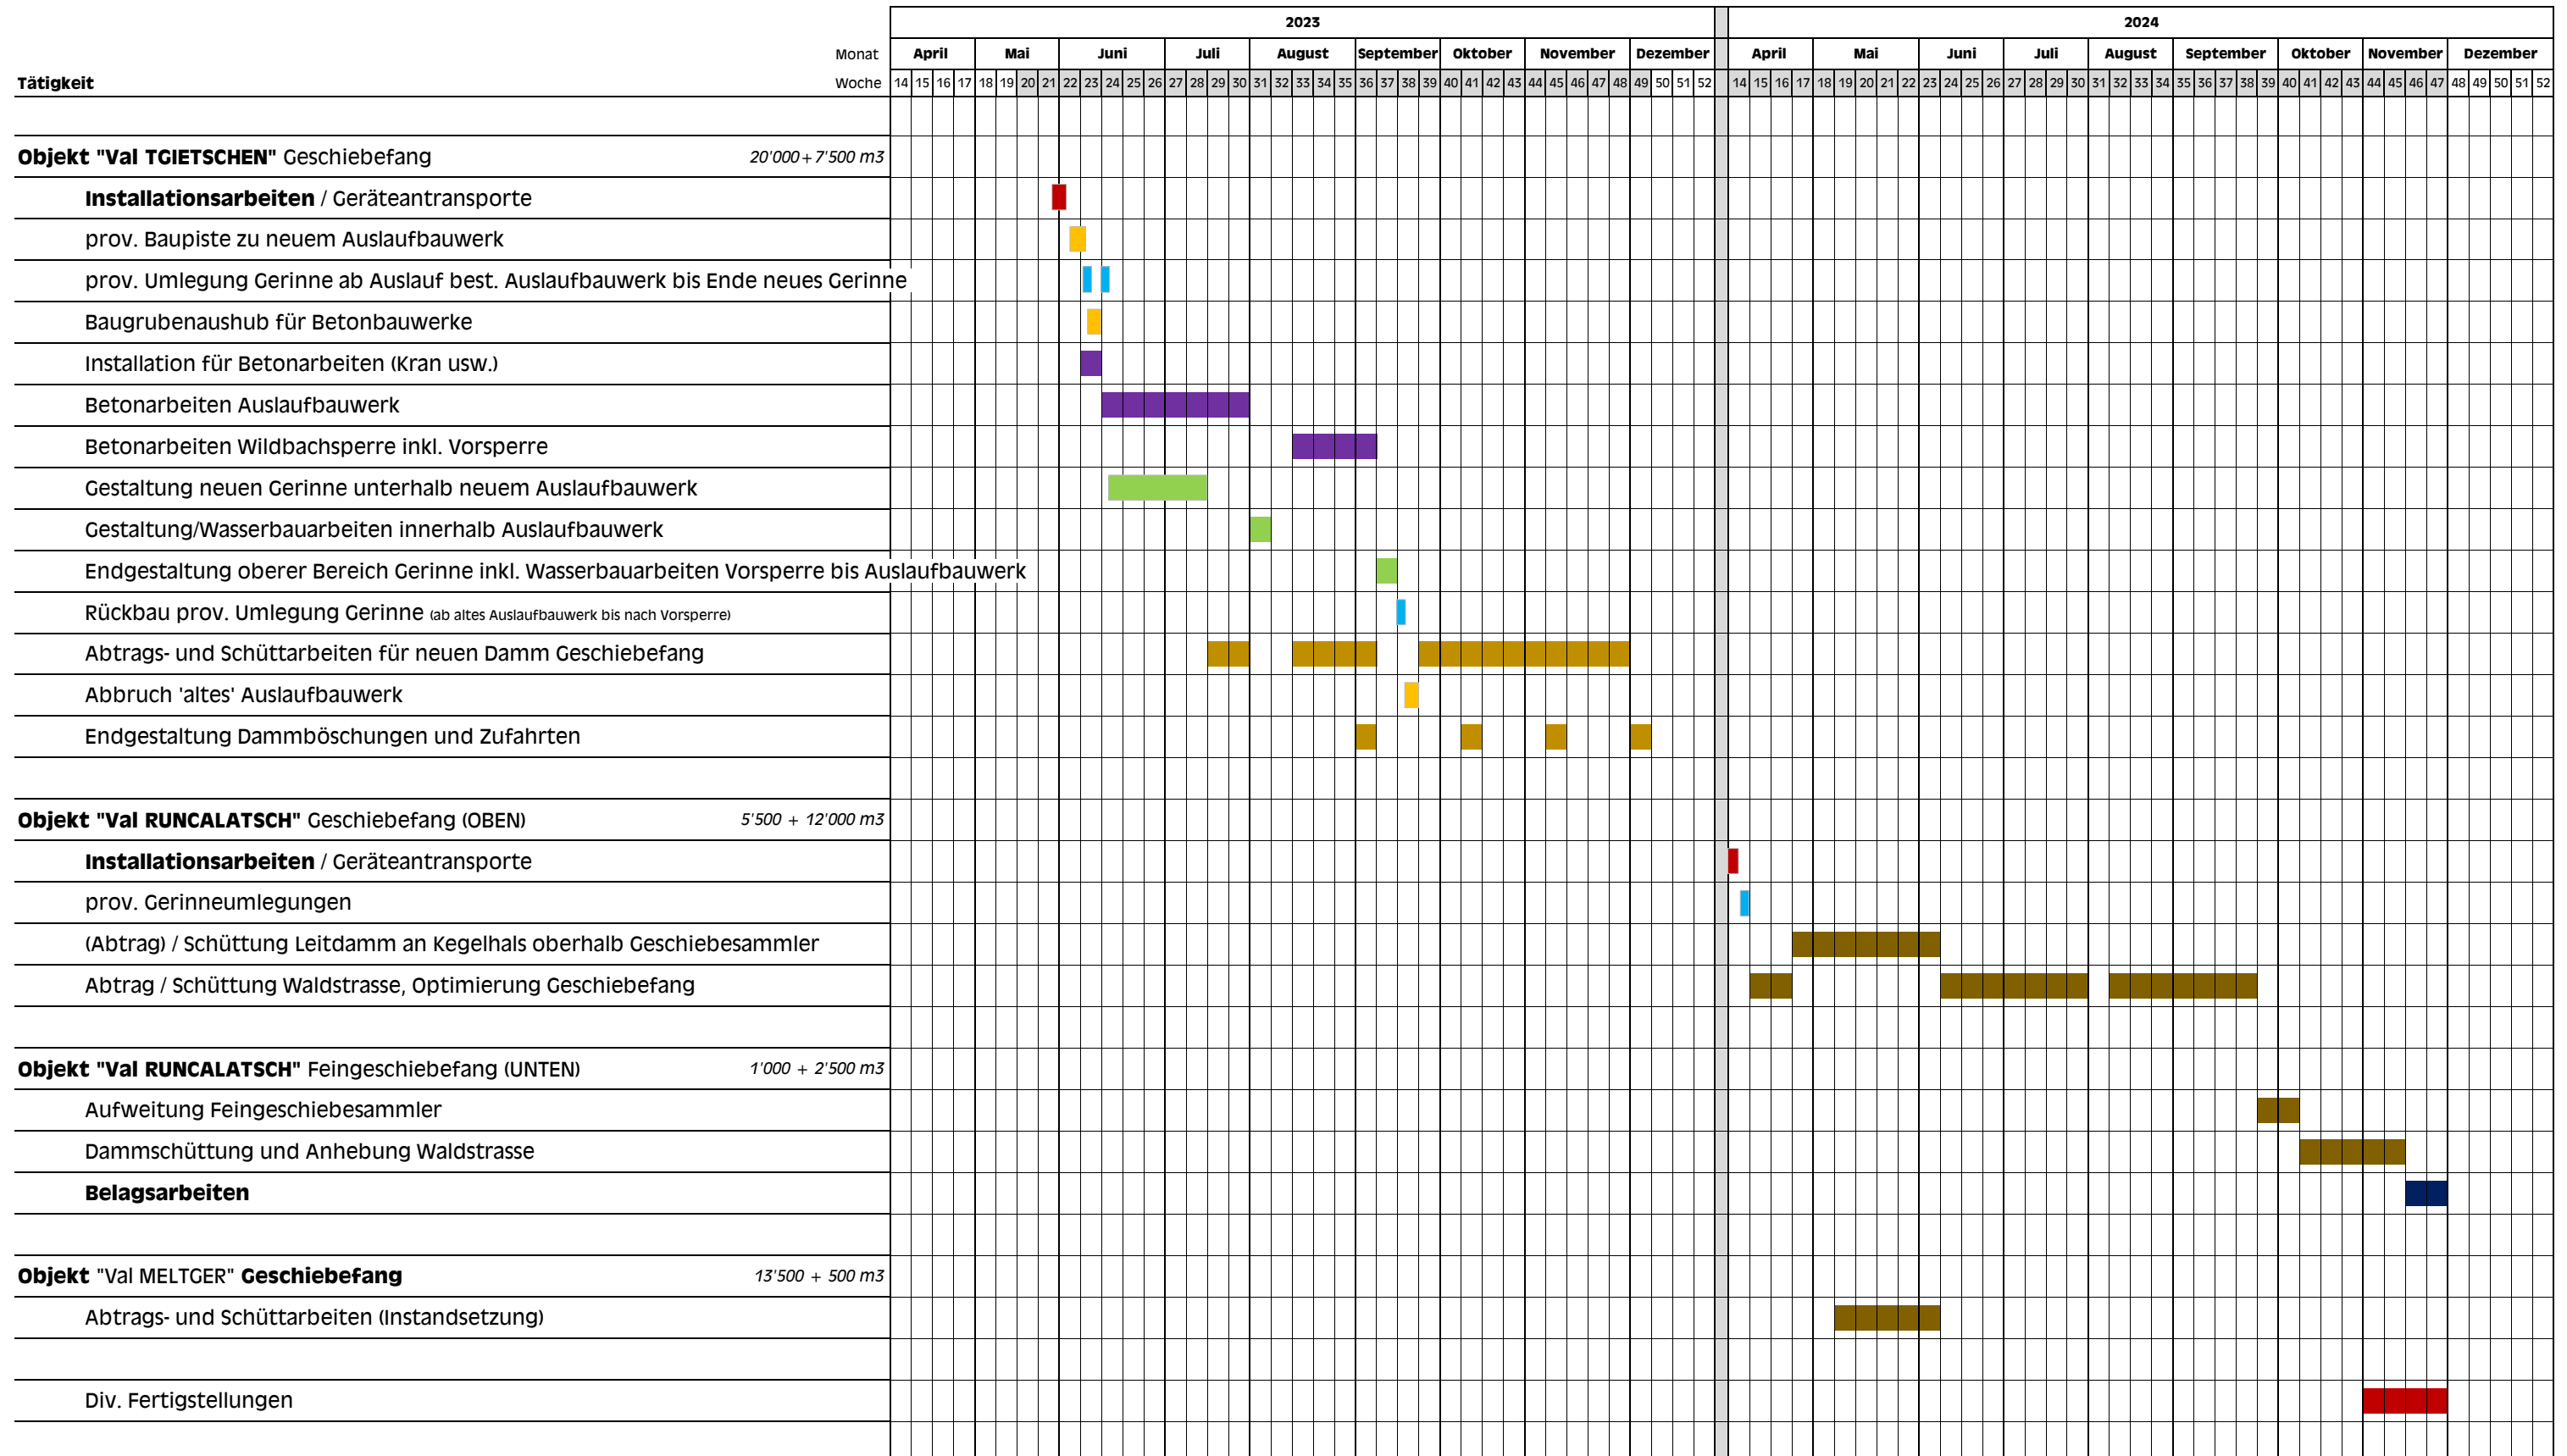 2023 2024
Monat April Mai Juni Juli August September Oktober November Dezember April Mai Juni Juli August September Oktober November Dezember
Tätigkeit Woche 14 15 16 17 18 19 20 21 22 23 24 25 26 27 28 29 30 31 32 33 34 35 36 37 38 39 40 41 42 43 44 45 46 47 48 49 50 51 52 14 15 16 17 18 19 20 21 22 23 24 25 26 27 28 29 30 31 32 33 34 35 36 37 38 39 40 41 42 43 44 45 46 47 48 49 50 51 52
Objekt "Val TGIETSCHEN" Geschiebefang 20'000+7'500 m3
Installationsarbeiten / Geräteantransporte
prov. Baupiste zu neuem Auslaufbauwerk
prov. Umlegung Gerinne ab Auslauf best. Auslaufbauwerk bis Ende neues Gerinne
Baugrubenaushub für Betonbauwerke
Installation für Betonarbeiten (Kran usw.)
Betonarbeiten Auslaufbauwerk
Betonarbeiten Wildbachsperre inkl. Vorsperre
Gestaltung neuen Gerinne unterhalb neuem Auslaufbauwerk
Gestaltung/Wasserbauarbeiten innerhalb Auslaufbauwerk
Endgestaltung oberer Bereich Gerinne inkl. Wasserbauarbeiten Vorsperre bis Auslaufbauwerk
Rückbau prov. Umlegung Gerinne (ab altes Auslaufbauwerk bis nach Vorsperre)
Abtrags- und Schüttarbeiten für neuen Damm Geschiebefang
Abbruch 'altes' Auslaufbauwerk
Endgestaltung Dammböschungen und Zufahrten
Objekt "Val RUNCALATSCH" Geschiebefang (OBEN) 5'500 + 12'000 m3
Installationsarbeiten / Geräteantransporte
prov. Gerinneumlegungen
(Abtrag) / Schüttung Leitdamm an Kegelhals oberhalb Geschiebesammler
Abtrag / Schüttung Waldstrasse, Optimierung Geschiebefang
Objekt "Val RUNCALATSCH" Feingeschiebefang (UNTEN) 1'000 + 2'500 m3
Aufweitung Feingeschiebesammler
Dammschüttung und Anhebung Waldstrasse
Belagsarbeiten
Objekt "Val MELTGER" Geschiebefang 13'500 + 500 m3
Abtrags- und Schüttarbeiten (Instandsetzung)
Div. Fertigstellungen